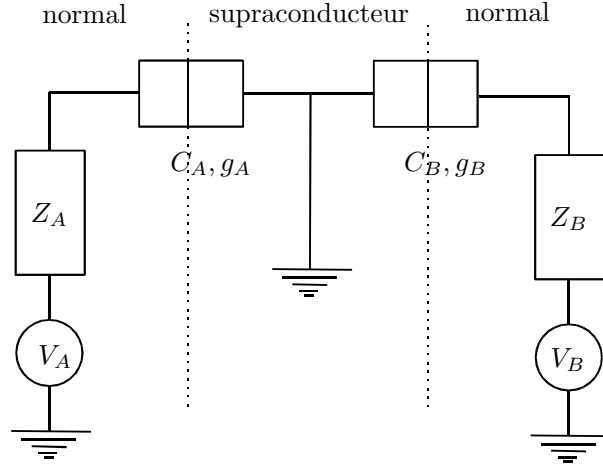 normal supraconducteur normal
C_A, g_A C_B, g_B
Z_A Z_B
V_A V_B